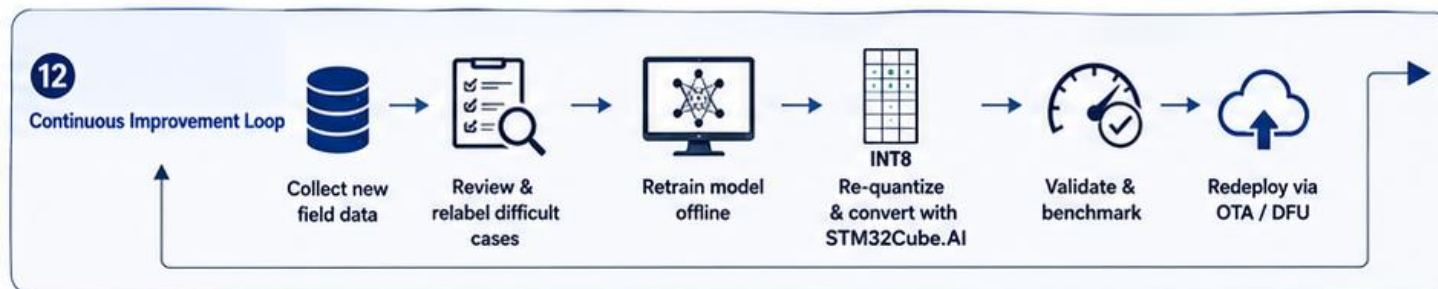 12
Continuous Improvement Loop
Collect new
field data
Review &
relabel difficult
cases
Retrain model
offline
INT8
Re-quantize
& convert with
STM32Cube.AI
Validate &
benchmark
Redeploy via
OTA / DFU